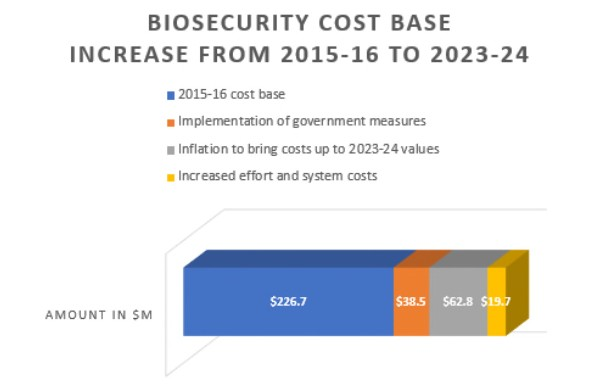 BIOSECURITY COST BASE
INCREASE FROM 2015-16 TO 2023-24
2015-16 cost base
Implementation of government measures
Inflation to bring costs up to 2023-24 values
Increased effort and system costs
$226.7
$38.5
$62.8
$19.7
AMOUNT IN $M